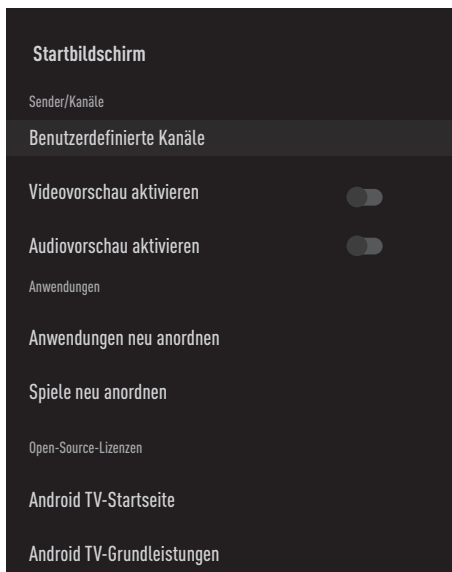 Startbildschirm
Sender/Kanäle
Benutzerdefinierte Kanäle
Videovorschau aktivieren
Audiovorschau aktivieren
Anwendungen
Anwendungen neu anordnen
Spiele neu anordnen
Open-Source-Lizenzen
Android TV-Startseite
Android TV-Grundleistungen